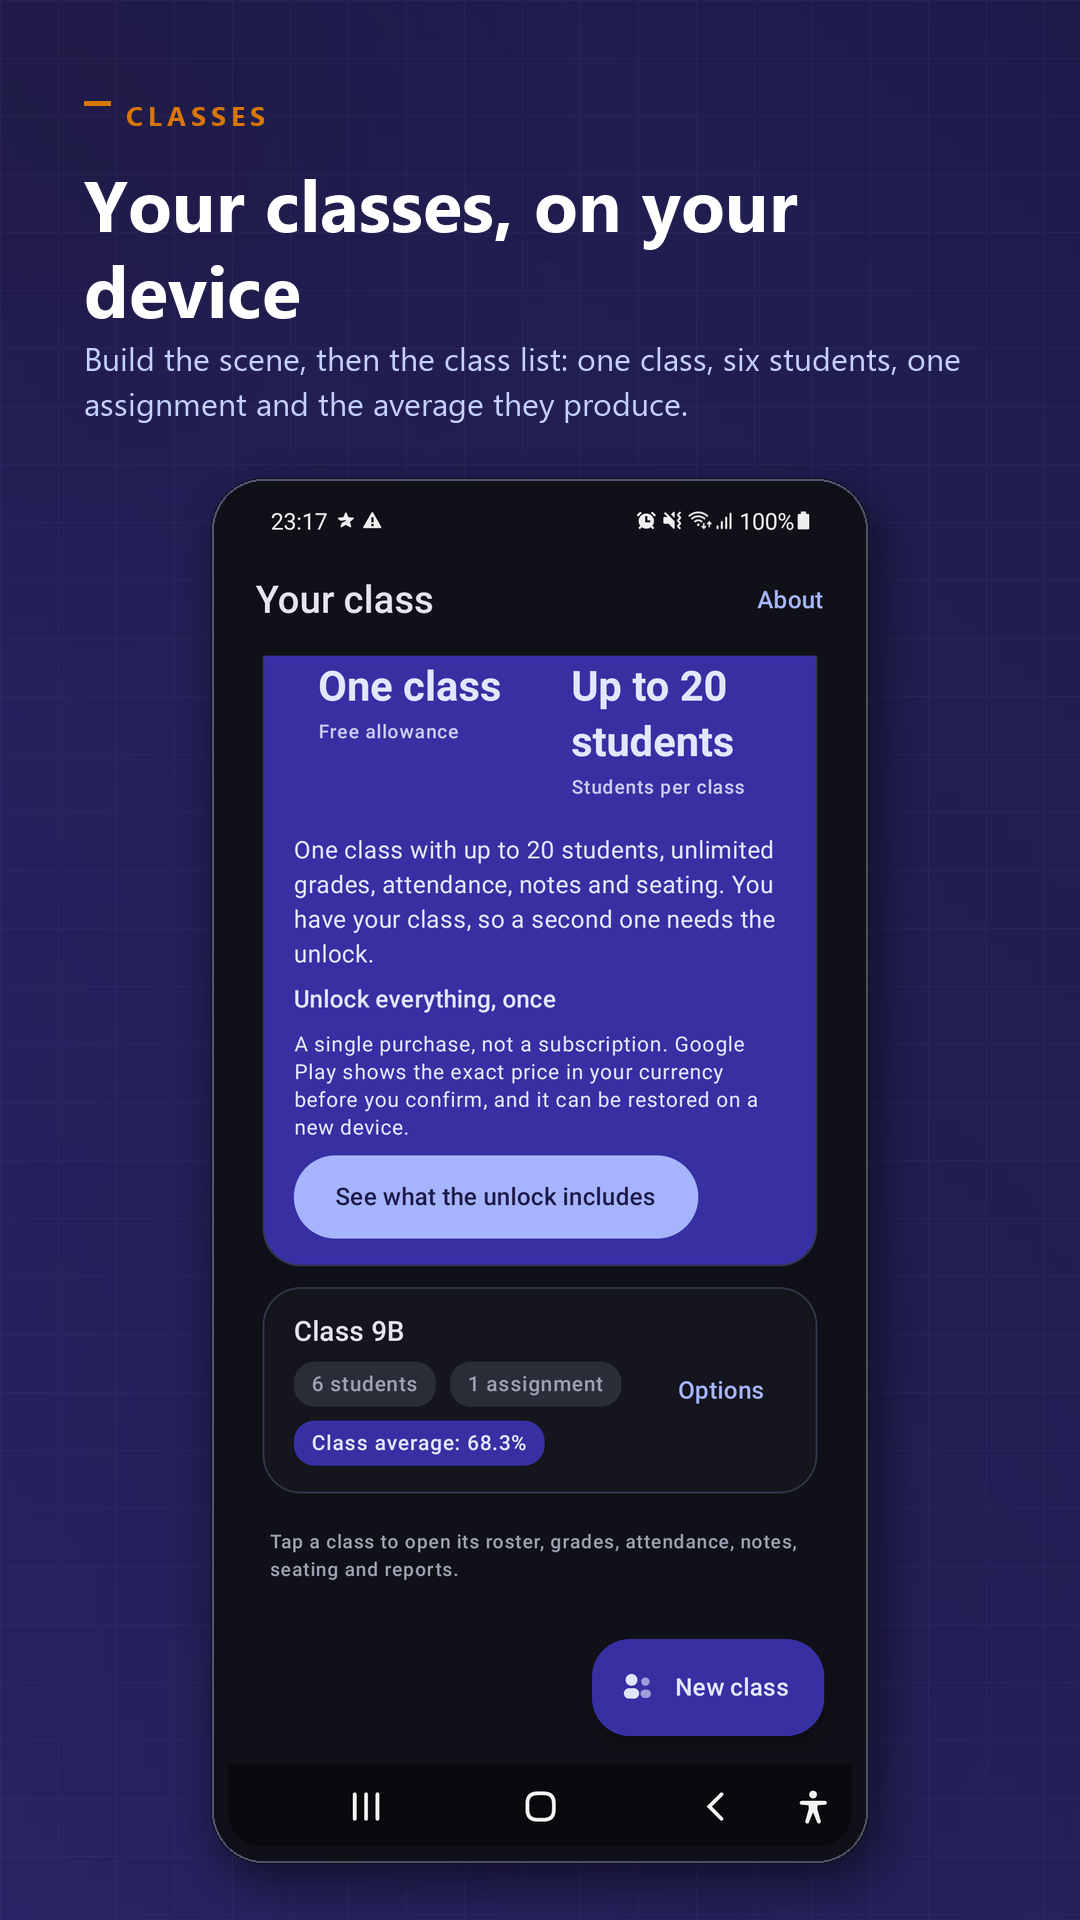 CLASSES
Your classes, on your
device
Build the scene, then the class list: one class, six students, one
assignment and the average they produce.
23:17
100%
Your class
About
One class
Free allowance
Up to 20
students
Students per class
One class with up to 20 students, unlimited
grades, attendance, notes and seating. You
have your class, so a second one needs the
unlock.
Unlock everything, once
A single purchase, not a subscription. Google
Play shows the exact price in your currency
before you confirm, and it can be restored on a
new device.
See what the unlock includes
Class 9B
6 students
1 assignment
Options
Class average: 68.3%
Tap a class to open its roster, grades, attendance, notes,
seating and reports.
New class